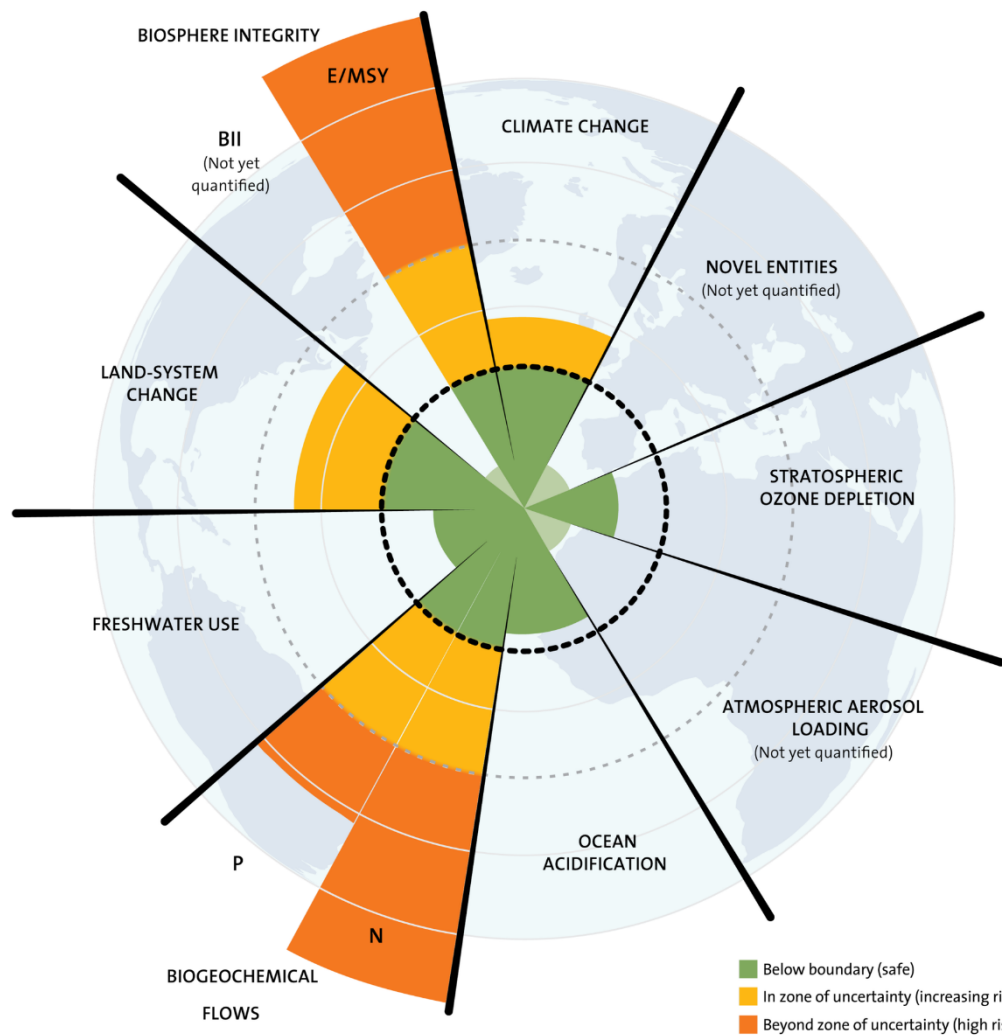 BIOSPHERE INTEGRITY
E/MSY
BII
(Not yet
quantified)
CLIMATE CHANGE
NOVEL ENTITIES
(Not yet quantified)
LAND-SYSTEM
CHANGE
STRATOSPHERIC
OZONE DEPLETION
FRESHWATER USE
ATMOSPHERIC AEROSOL
LOADING
(Not yet quantified)
OCEAN
ACIDIFICATION
P
N
BIOGEOCHEMICAL
FLOWS
Below boundary (safe)
In zone of uncertainty (increasing ri
Beyond zone of uncertainty (high ris